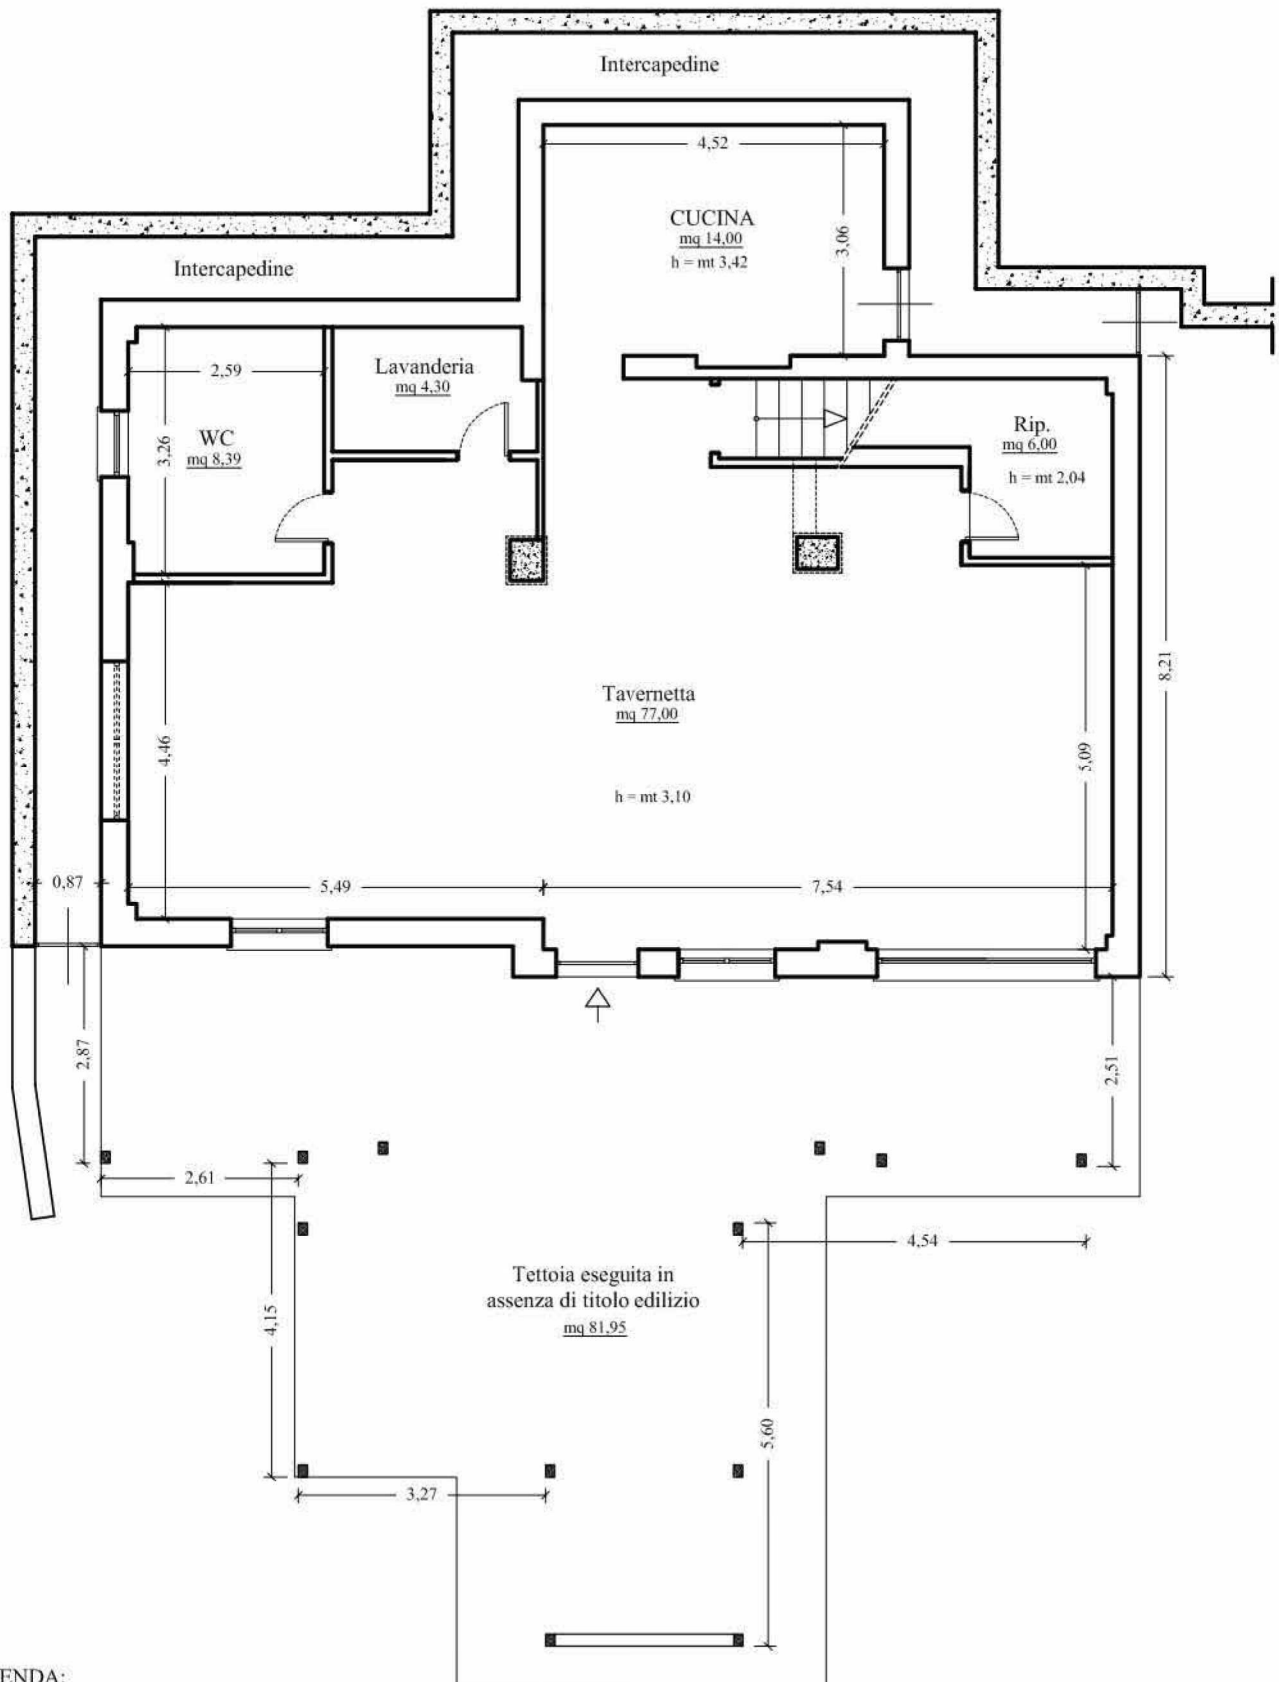 Intercapedine
4,52
CUCINA
mq 14,00
h = mt 3,42
3,06
Intercapedine
2,59
Lavanderia
mq 4,30
WC
mq 8,39
3,26
Rip.
mq 6,00
h = mt 2,04
8,21
Tavernetta
mq 77,00
4,46
5,09
h = mt 3,10
0,87
5,49
7,54
2,87
2,51
2,61
4,54
Tettoia eseguita in
assenza di titolo edilizio
mq 81,95
4,15
5,60
3,27
ENDA: